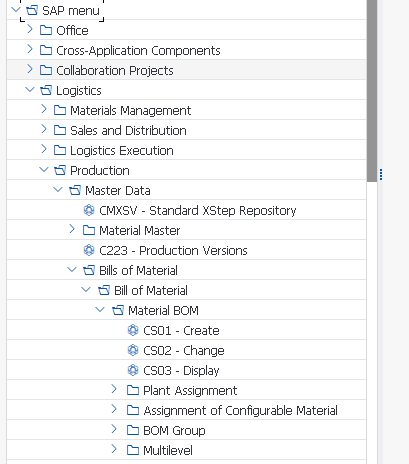 SAP menu
Office
Cross-Application Components
Collaboration Projects
Logistics
Materials Management
Sales and Distribution
Logistics Execution
Production
Master Data
CMXSV - Standard XStep Repository
Material Master
C223 - Production Versions
Bills of Material
Bill of Material
Material BOM
CS01 - Create
CS02 - Change
CS03 - Display
Plant Assignment
Assignment of Configurable Material
BOM Group
Multilevel